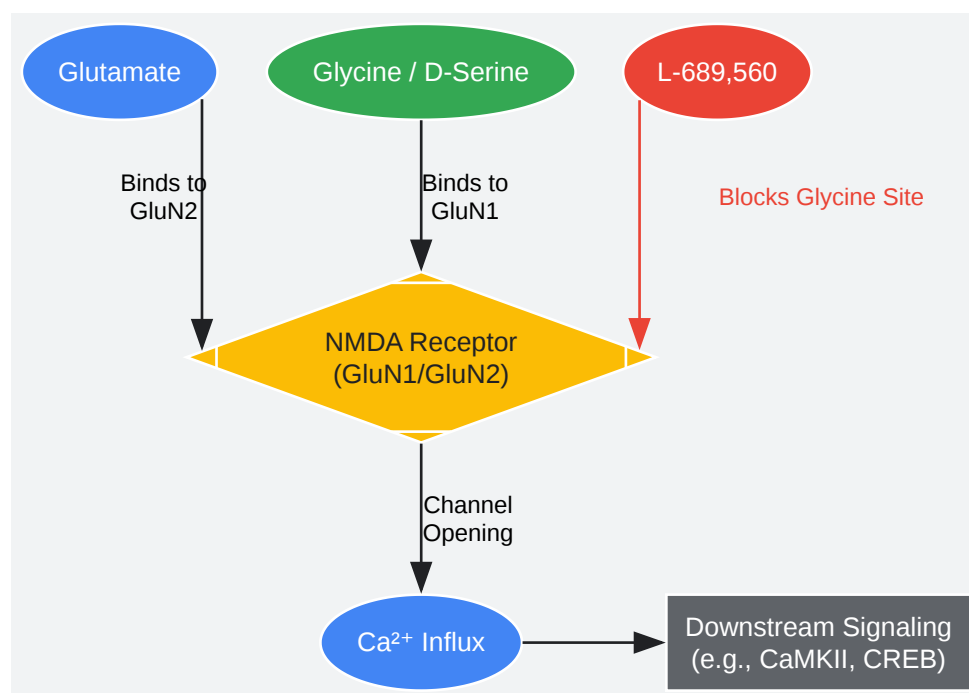 Glutamate
Glycine / D-Serine
L-689,560
Binds to
GluN2
Binds to
GluN1
Blocks Glycine Site
NMDA Receptor
(GluN1/GluN2)
Channel
Opening
Ca²⁺ Influx
Downstream Signaling
(e.g., CaMKII, CREB)